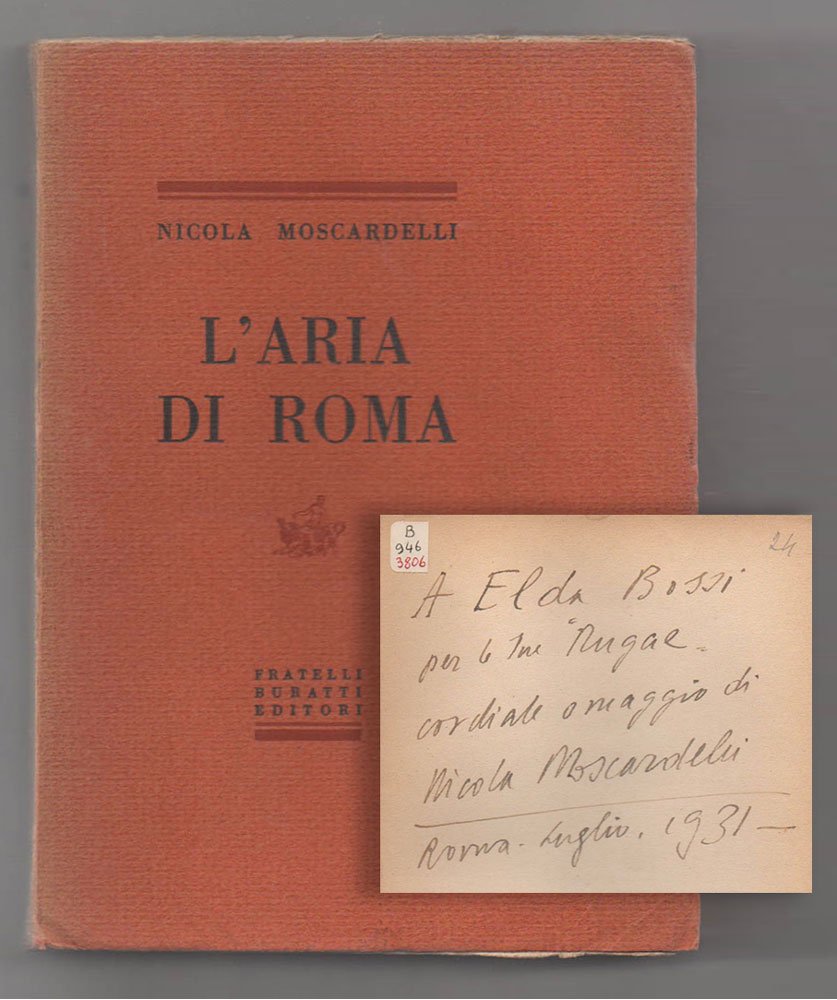 NICOLA MOSCARDELLI
L'ARIA
DI ROMA
FRATELLI
BURATTI
EDITORI
B
946
3806
24
A Elda Bossi
per le sue "Nugae -
cordiale omaggio di
Nicola Moscardelli
Roma - Luglio. 1931 -